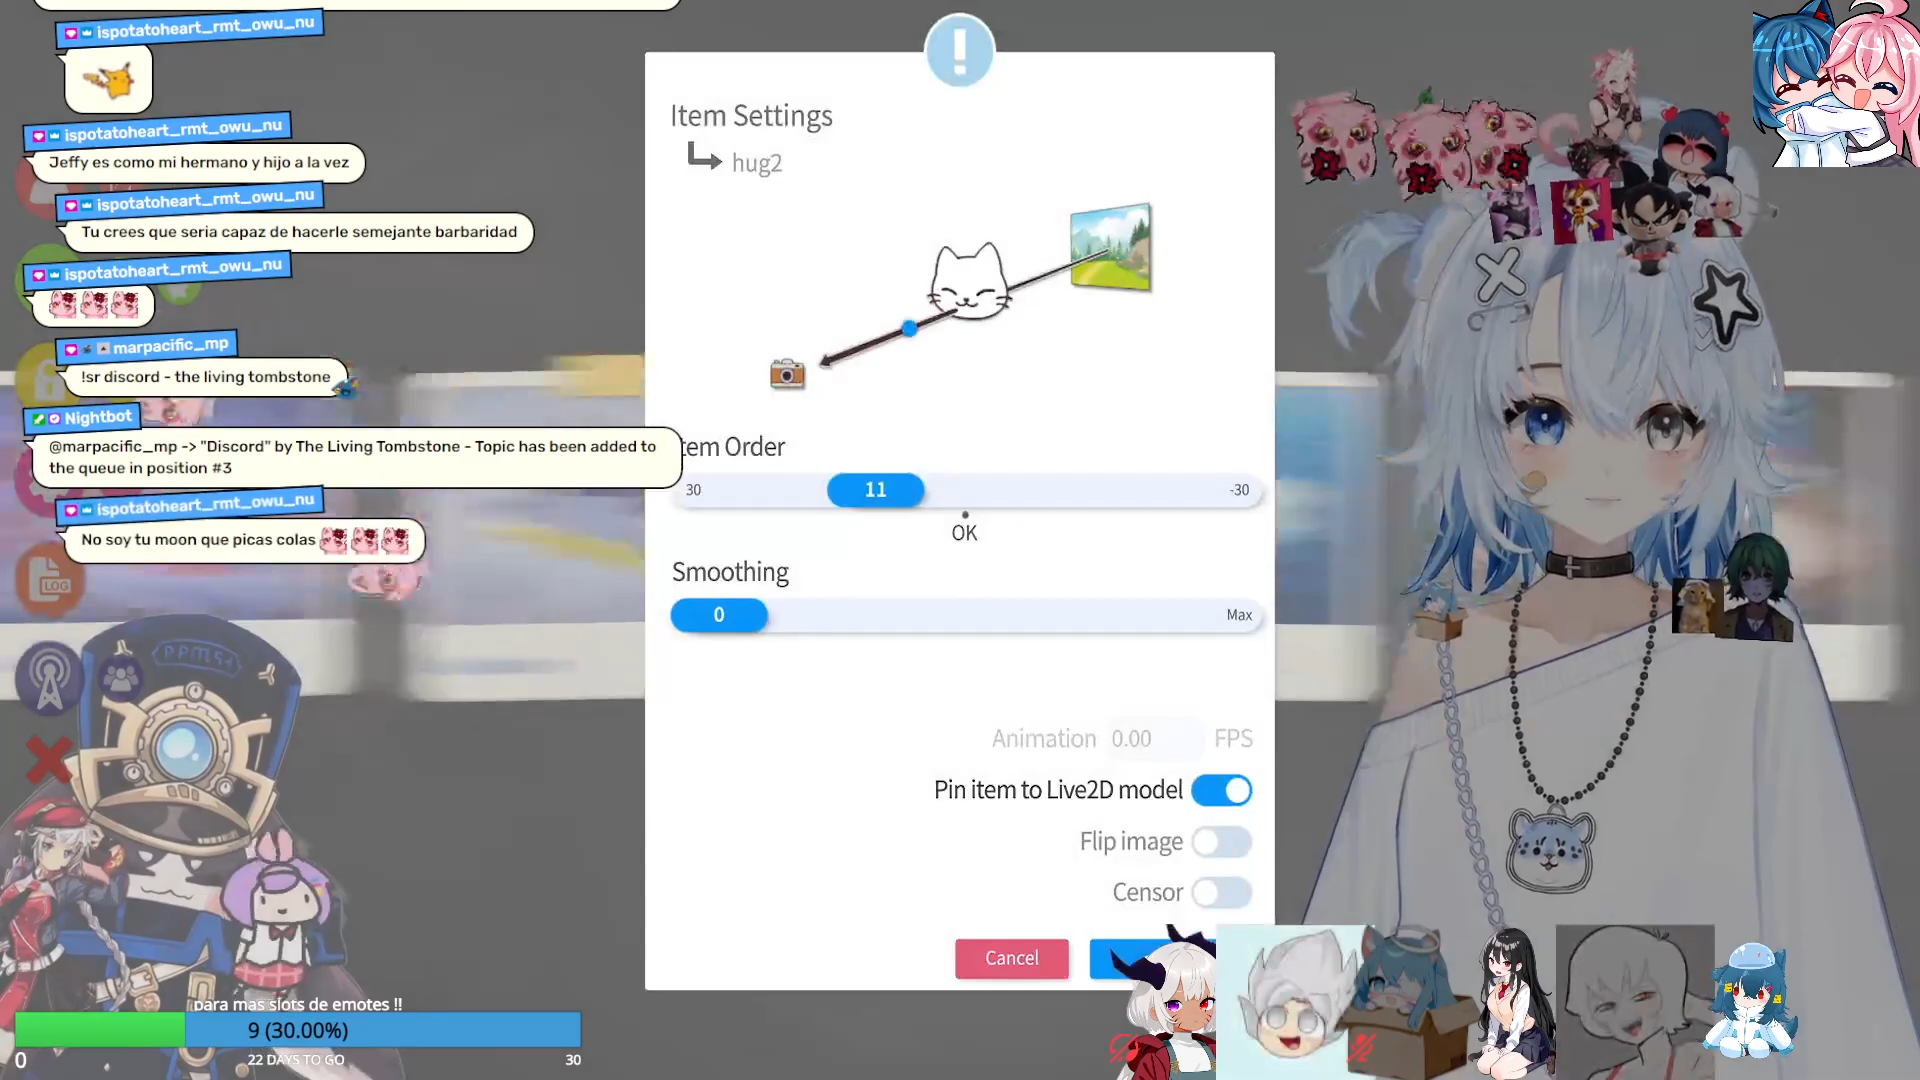 ispotatoheart_rmt_owu_nu
ispotatoheart_rmt_owu_nu
Jeffy es como mi hermano y hijo a la vez
ispotatoheart_rmt_owu_nu
Tu crees que seria capaz de hacerle semejante barbaridad
ispotatoheart_rmt_owu_nu
marpacific_mp
!sr discord - the living tombstone
Nightbot
@marpacific_mp -> "Discord" by The Living Tombstone - Topic has been added to
the queue in position #3
ispotatoheart_rmt_owu_nu
No soy tu moon que picas colas
LOG
para mas slots de emotes !!
9 (30.00%)
0
22 DAYS TO GO
30
Item Settings
hug2
tem Order
30
11
-30
OK
Smoothing
0
Max
Animation 0.00 FPS
Pin item to Live2D model
Flip image
Censor
Cancel